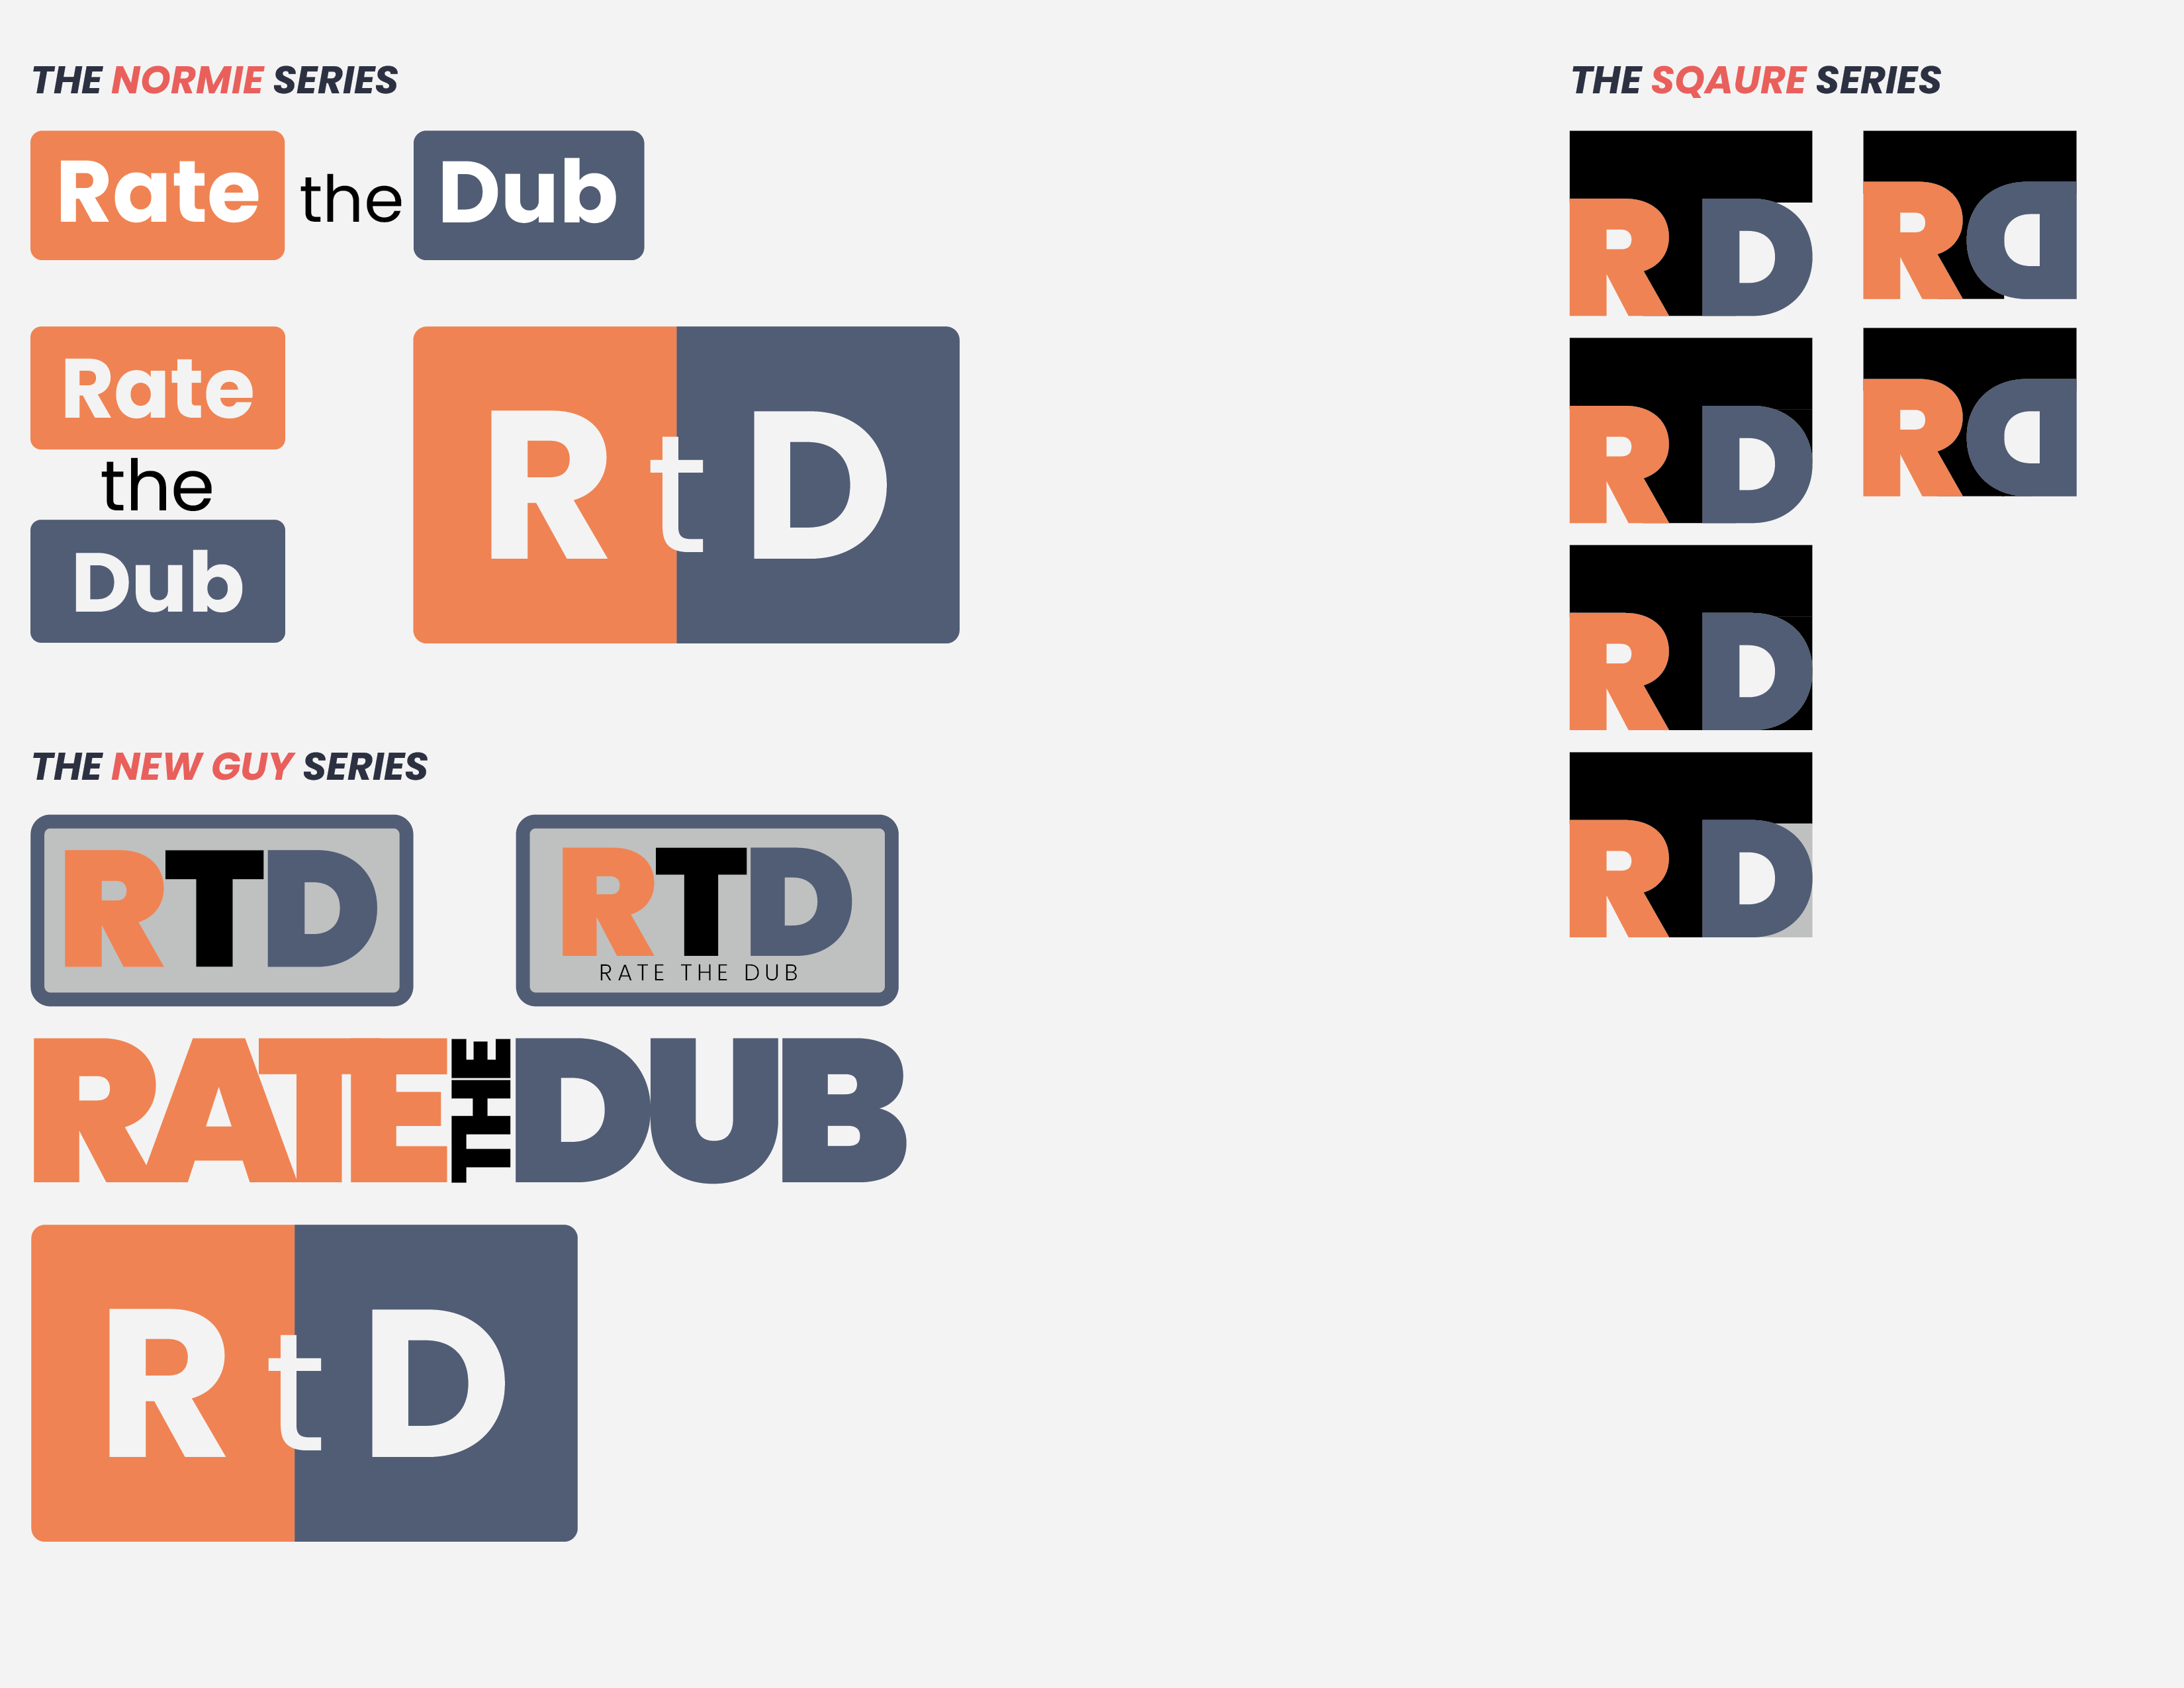 THE NORMIE SERIES
Rate the Dub
Rate
the
Dub
RtD
THE NEW GUY SERIES
RTD
RTD
RATE THE DUB
RATE THE DUB
RtD
THE SQAURE SERIES
RD
RD
RD
RD
RD
RD